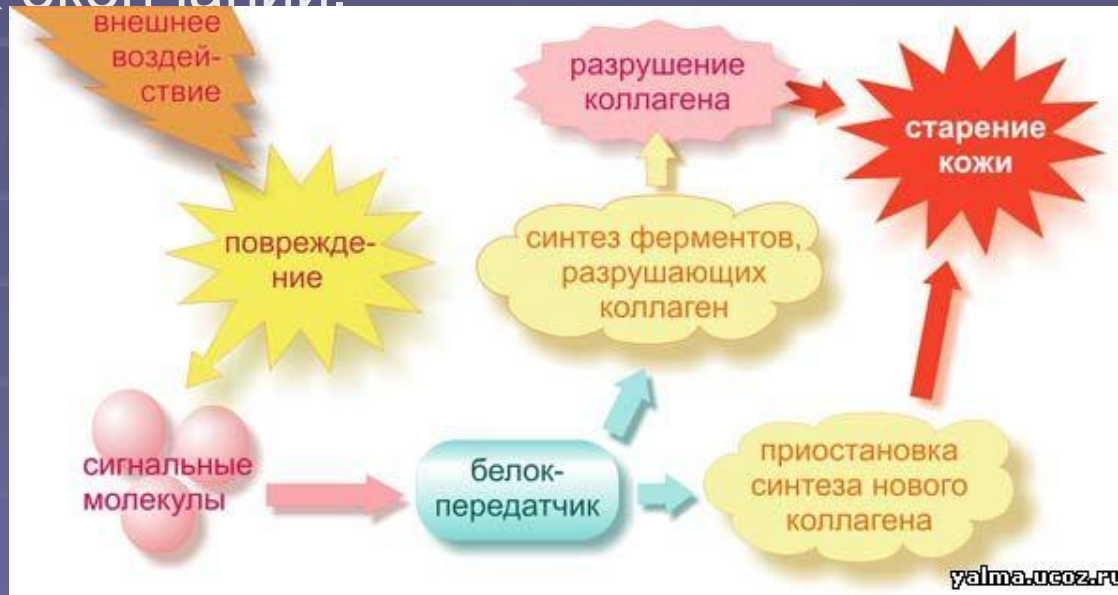 окончаний.
внешнее
воздей-
ствие
поврежде-
ние
сигнальные
молекулы
белок-
передатчик
синтез ферментов,
разрушающих
коллаген
разрушение
коллагена
приостановка
синтеза нового
коллагена
старение
кожи
yalma.ucoz.ru